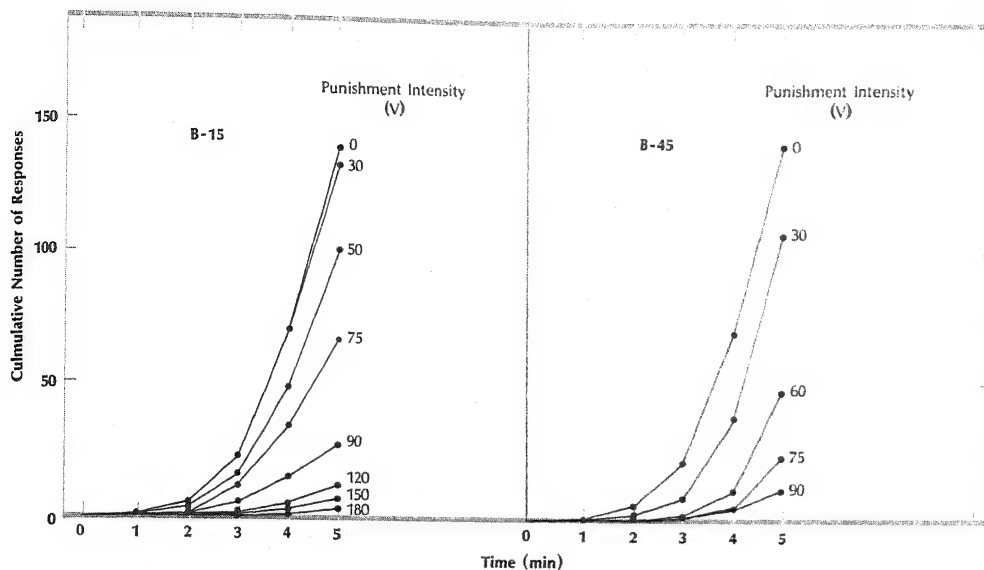 Punishment Intensity
(V)
Punishment Intensity
(V)
150
100
50
0
Culmulative Number of Responses
B-15
0
30
50
75
90
120
150
180
B-45
0
30
60
75
90
0 1 2 3 4 5
0 1 2 3 4 5
Time (min)